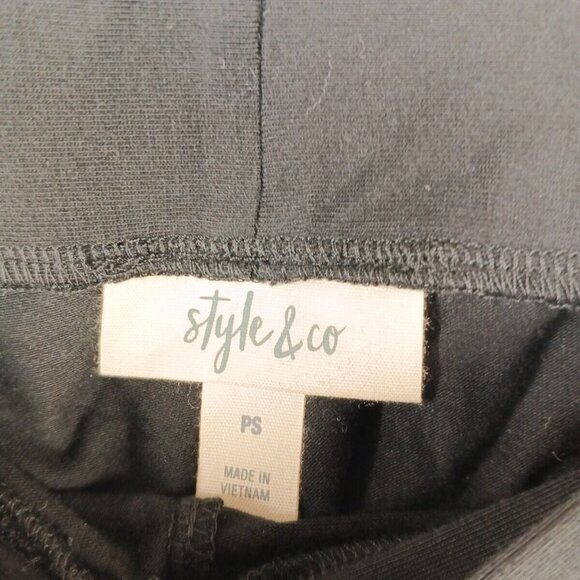 style & co
PS
MADE IN
VIETNAM